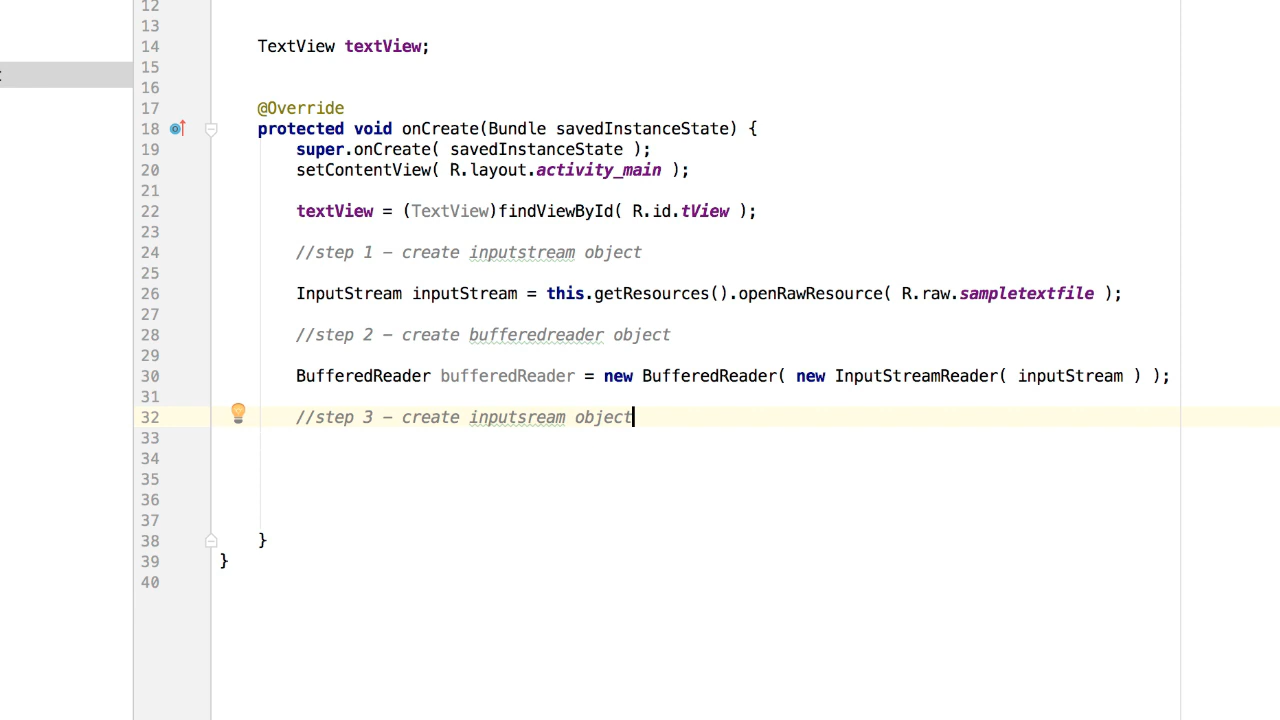 12
13
14 TextView textView;
15
16
17 @Override
18 protected void onCreate(Bundle savedInstanceState) {
19 super.onCreate( savedInstanceState );
20 setContentView( R.layout.activity_main );
21
22 textView = (TextView)findViewById( R.id.tView );
23
24 //step 1 – create inputstream object
25
26 InputStream inputStream = this.getResources().openRawResource( R.raw.sampletextfile );
27
28 //step 2 – create bufferedreader object
29
30 BufferedReader bufferedReader = new BufferedReader( new InputStreamReader( inputStream ) );
31
32 //step 3 – create inputsream object
33
34
35
36
37
38 }
39 }
40